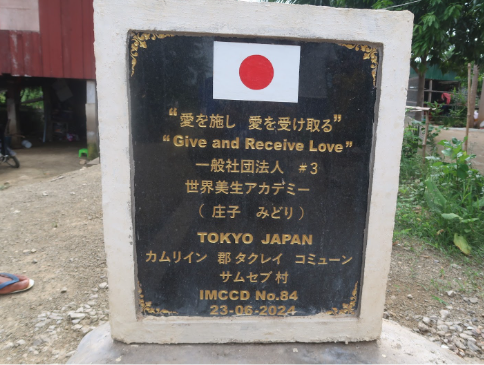 “愛を施し 愛を受け取る”
“Give and Receive Love”
一般社団法人 #3
世界美生アカデミー
（庄子 みどり）
TOKYO JAPAN
カムリイン 郡 タクレイ コミューン
サムセブ 村
IMCCD No.84
23-06-2024